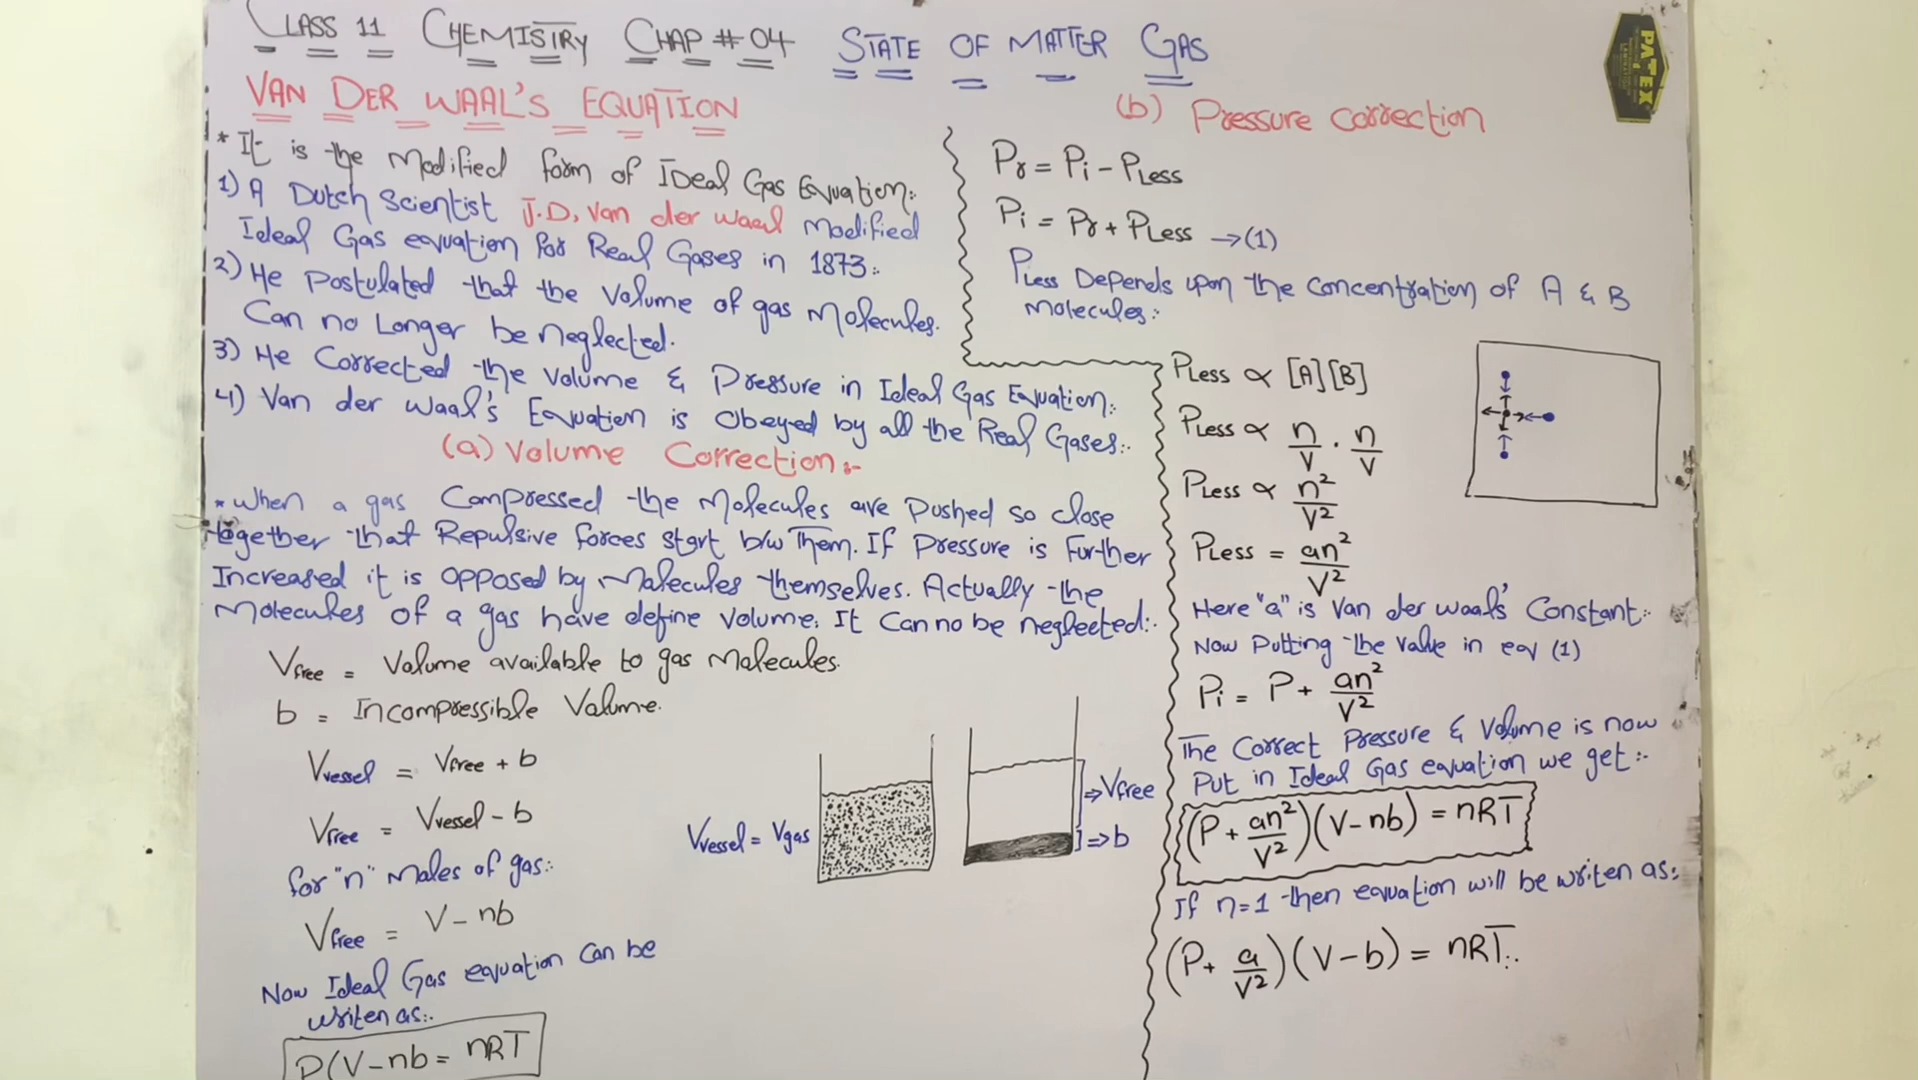 CLASS 11 CHEMISTRY CHAP # 04 STATE OF MATTER GAS
VAN DER WAAL'S EQUATION
* It is the Modified form of IDeal Gas Equation:
1) A Dutch Scientist J.D. Van der Waal Modified
Ideal Gas equation for Real Gases in 1873:
2) He Postulated that the Volume of gas Molecules.
Can no Longer be neglected.
3) He Corrected the Volume & Pressure in Ideal Gas Equation:
4) Van der Waal's Equation is Obeyed by all the Real Gases:.
(a) Volume Correction:-
* When a gas Compressed the Molecules are Pushed so close
together that Repulsive forces start b/w Them. If Pressure is Further
Increased it is opposed by Molecules themselves. Actually the
Molecules of a gas have define Volume. It Can no be neglected:.
Vfree = Volume available to gas Molecules.
b = Incompressible Volume.
Vvessel = Vfree + b
Vfree = Vvessel - b
for "n" Moles of gas:.
Vfree = V - nb
Now Ideal Gas equation can be
writen as:.
P(V-nb = nRT
Vvessel = Vgas
⇒Vfree
⇒b
(b) Pressure correction
Pr = Pi - PLess
Pi = Pr + PLess →(1)
PLess Depends upon the concentration of A & B
Molecules:
PLess ∝ [A][B]
PLess ∝ n/V · n/V
PLess ∝ n²/V²
PLess = an²/V²
Here "a" is Van der waal's Constant:.
Now Putting the value in eq (1)
Pi = P + an²/V²
The Correct Pressure & Volume is now
Put in Ideal Gas equation we get:-
(P + an²/V²)(V-nb) = nRT
If n=1 then equation will be writen as:
(P + a/V²)(V-b) = nRT:.
PATEX